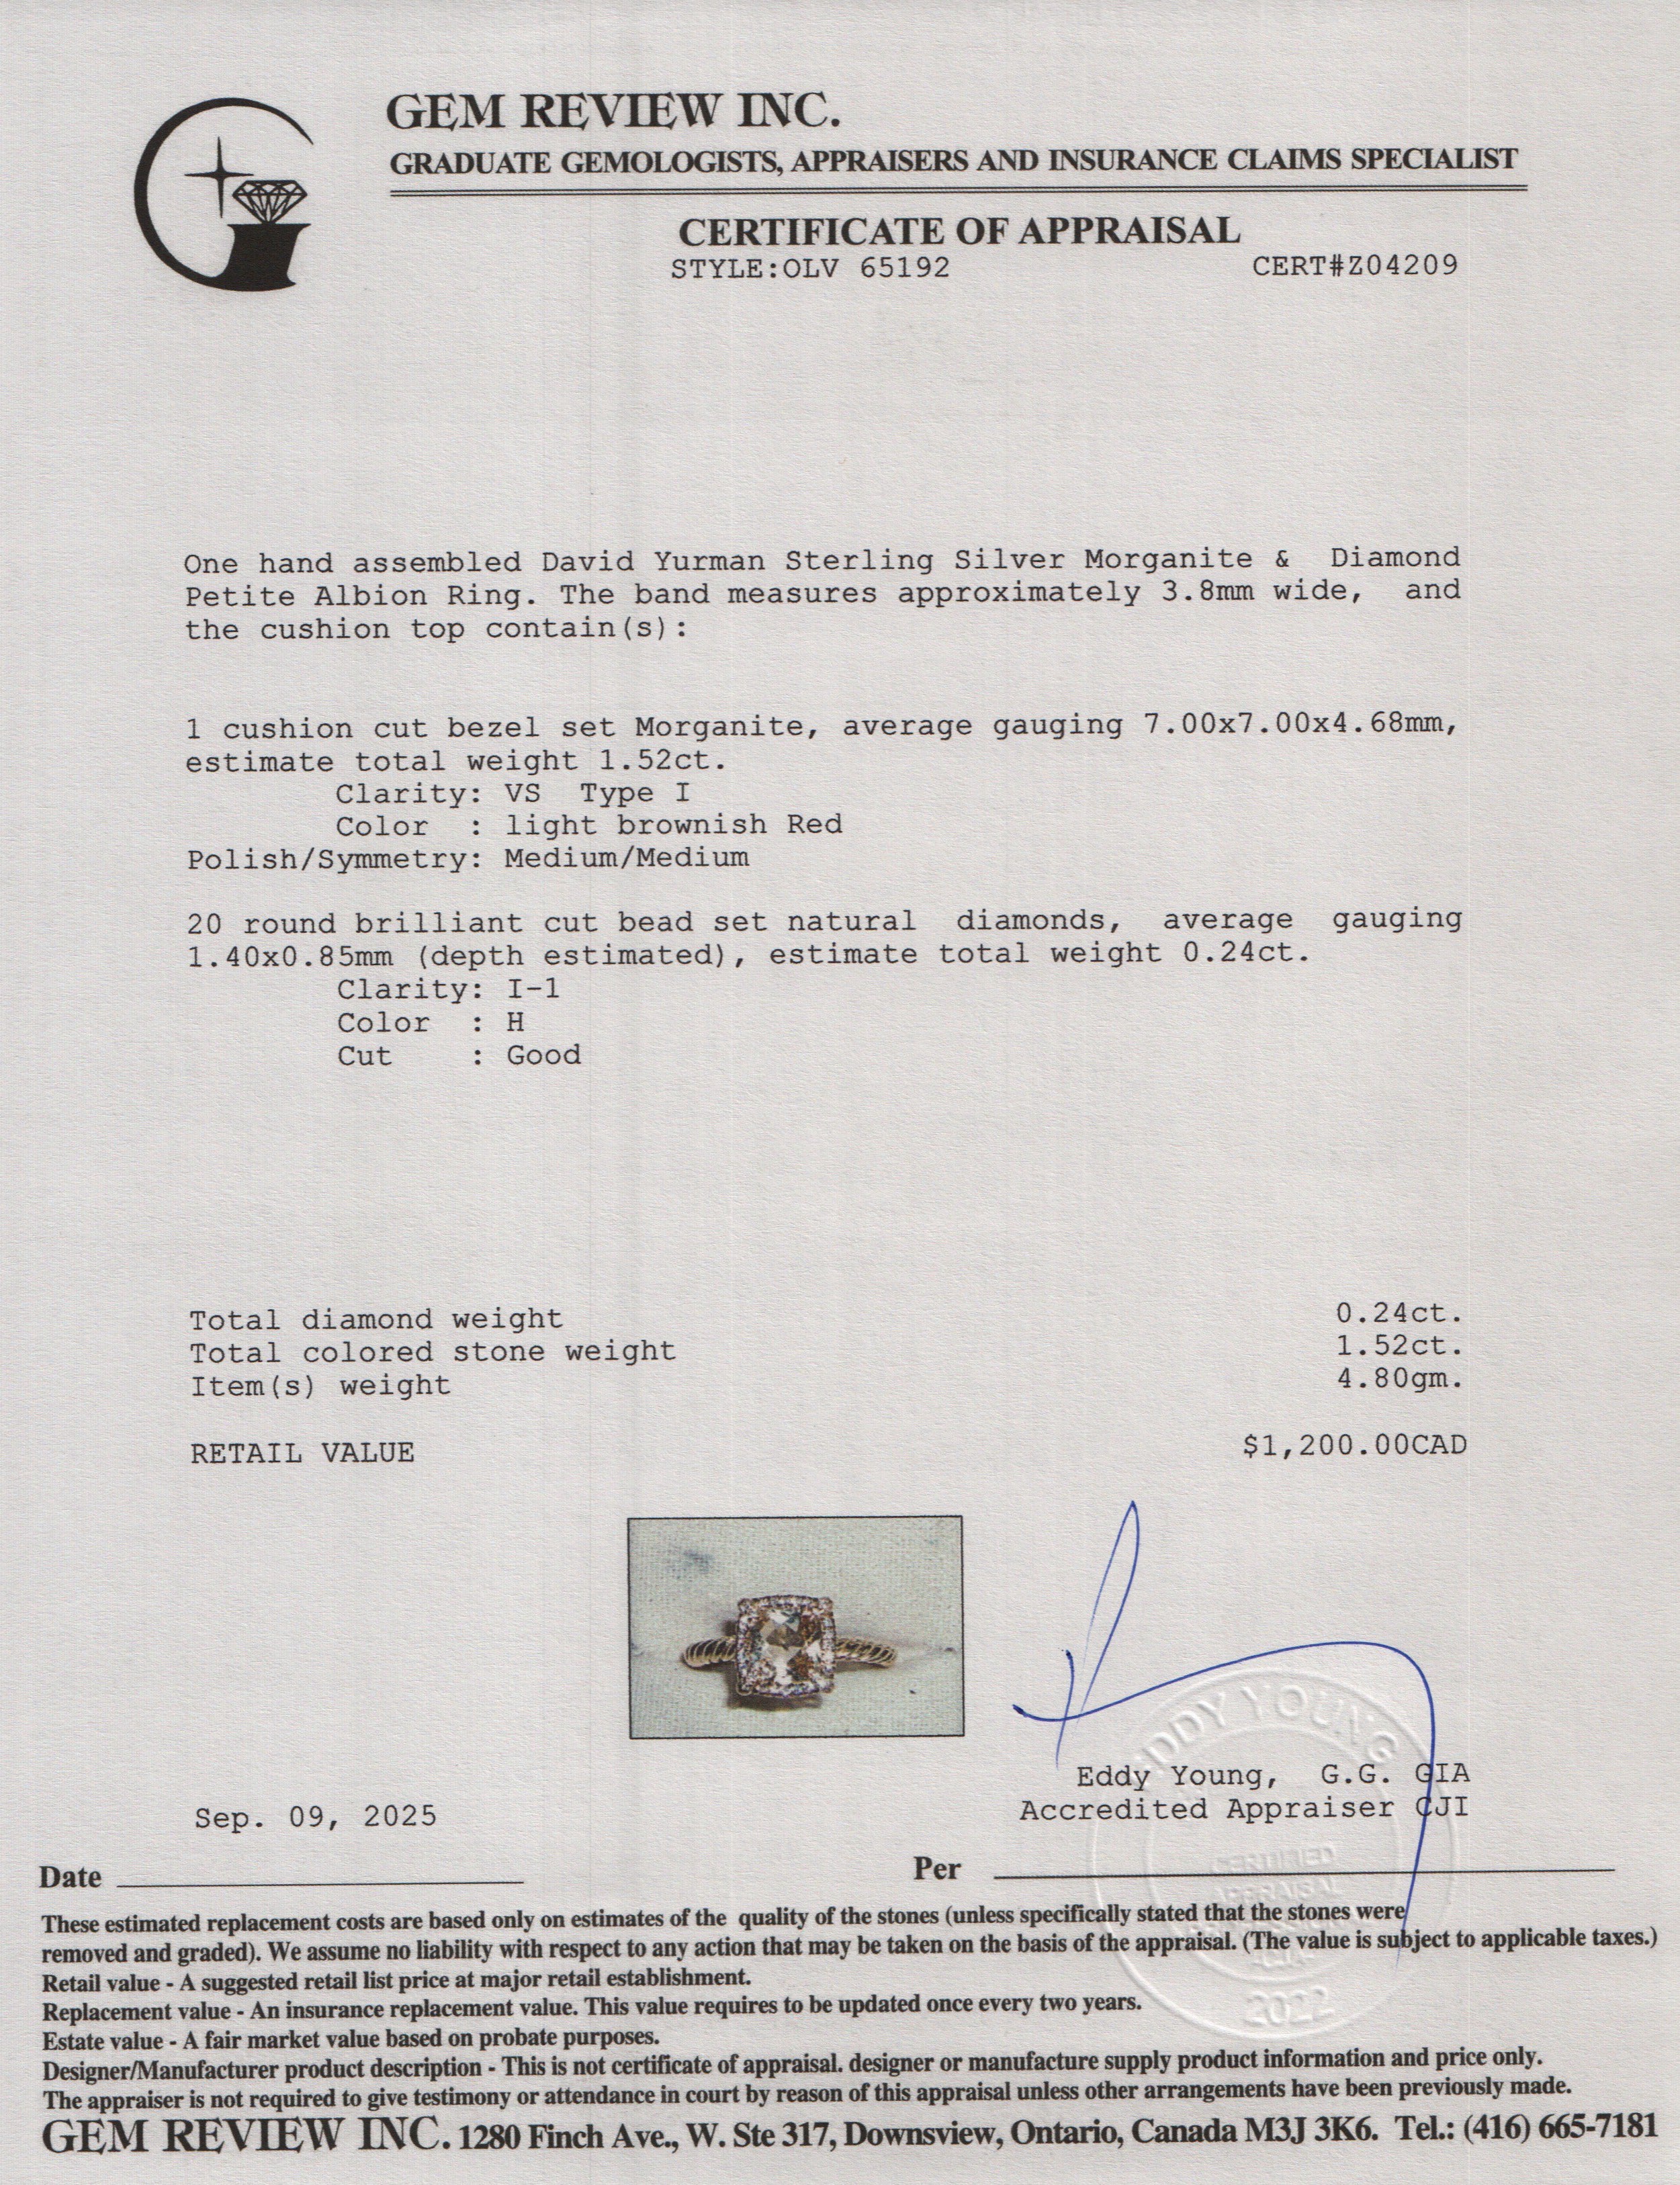 GEM REVIEW INC.
GRADUATE GEMOLOGISTS, APPRAISERS AND INSURANCE CLAIMS SPECIALIST
CERTIFICATE OF APPRAISAL
STYLE:OLV 65192 CERT#Z04209
One hand assembled David Yurman Sterling Silver Morganite & Diamond
Petite Albion Ring. The band measures approximately 3.8mm wide, and
the cushion top contain(s):
1 cushion cut bezel set Morganite, average gauging 7.00x7.00x4.68mm,
estimate total weight 1.52ct.
Clarity: VS Type I
Color : light brownish Red
Polish/Symmetry: Medium/Medium
20 round brilliant cut bead set natural diamonds, average gauging
1.40x0.85mm (depth estimated), estimate total weight 0.24ct.
Clarity: I-1
Color : H
Cut : Good
Total diamond weight 0.24ct.
Total colored stone weight 1.52ct.
Item(s) weight 4.80gm.
RETAIL VALUE $1,200.00CAD
EDDY YOUNG
Eddy Young, G.G. GIA
Sep. 09, 2025 Accredited Appraiser CJI
CERTIFIED
APPRAISAL
2022
Date Per
These estimated replacement costs are based only on estimates of the quality of the stones (unless specifically stated that the stones were
removed and graded). We assume no liability with respect to any action that may be taken on the basis of the appraisal. (The value is subject to applicable taxes.)
Retail value - A suggested retail list price at major retail establishment.
Replacement value - An insurance replacement value. This value requires to be updated once every two years.
Estate value - A fair market value based on probate purposes.
Designer/Manufacturer product description - This is not certificate of appraisal. designer or manufacture supply product information and price only.
The appraiser is not required to give testimony or attendance in court by reason of this appraisal unless other arrangements have been previously made.
GEM REVIEW INC. 1280 Finch Ave., W. Ste 317, Downsview, Ontario, Canada M3J 3K6. Tel.: (416) 665-7181